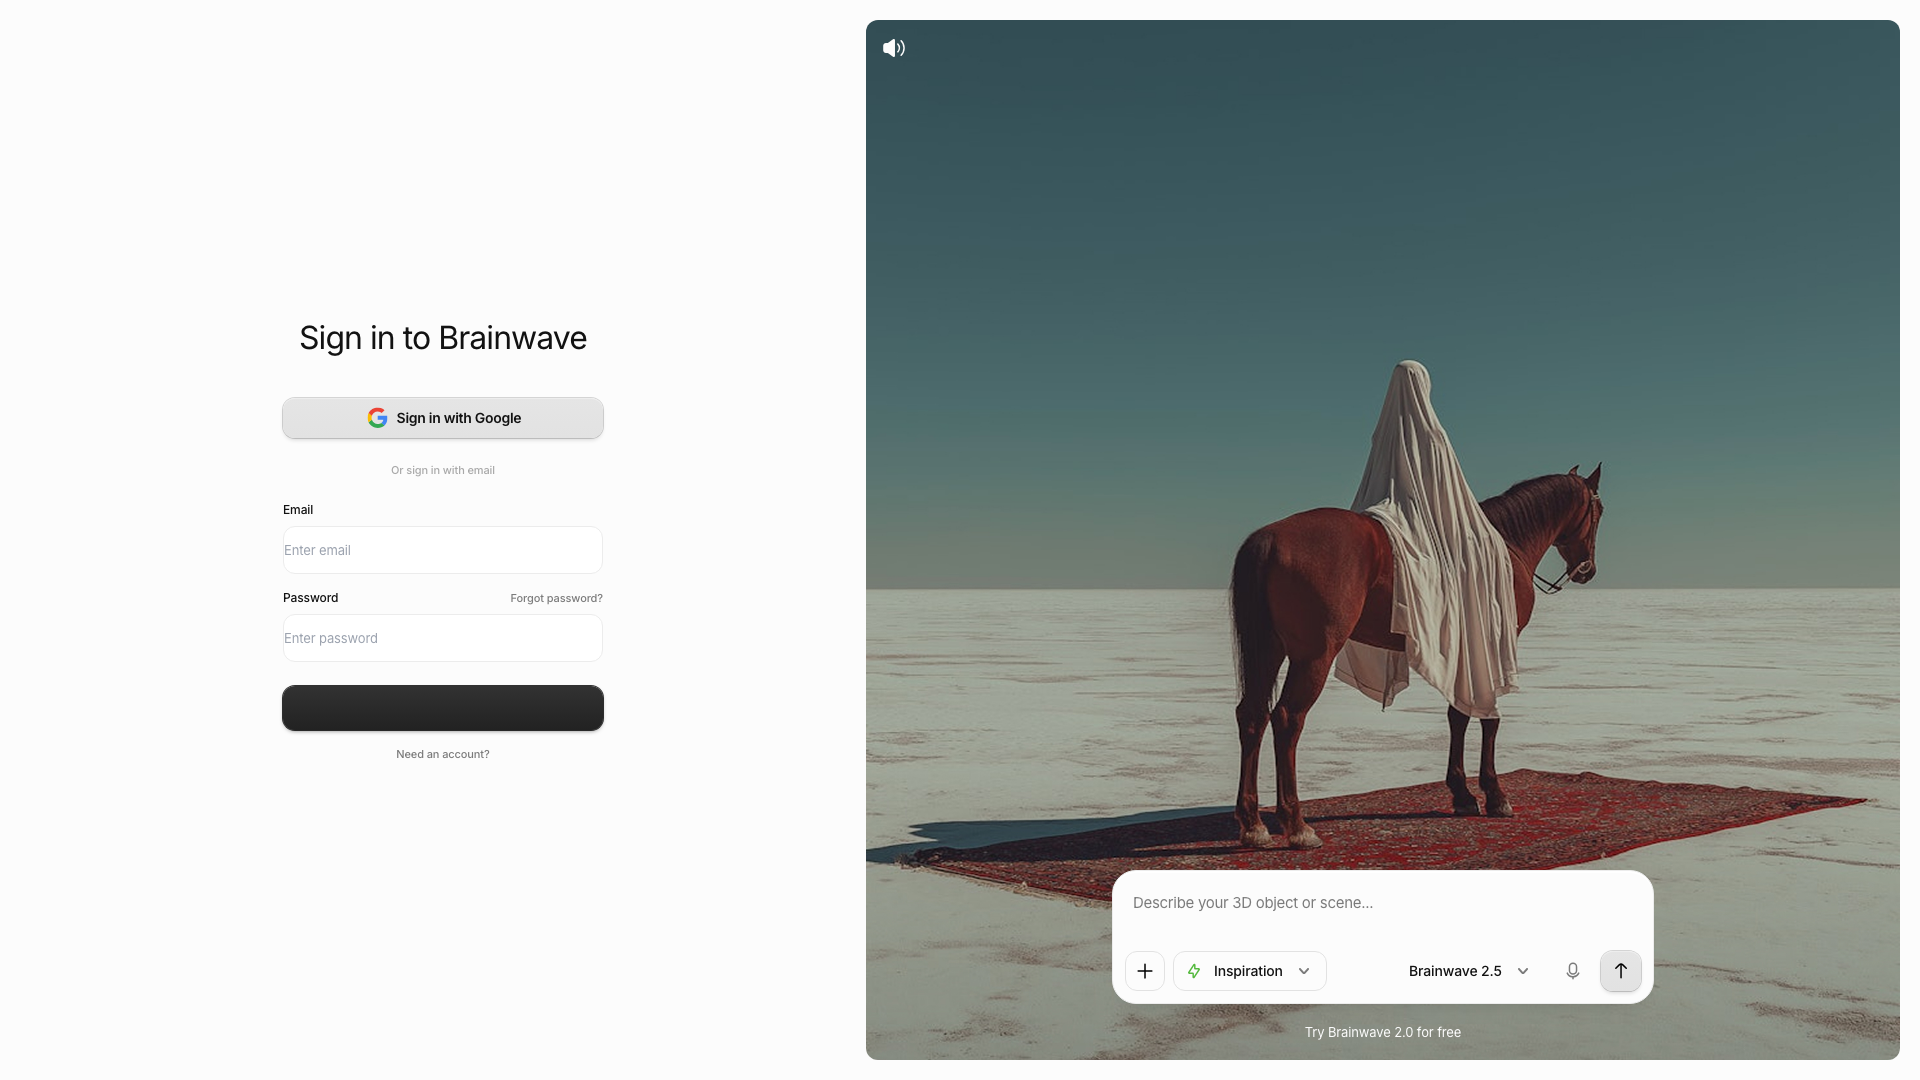 Sign in to Brainwave
Sign in with Google
Or sign in with email
Email
Enter email
Password
Forgot password?
Enter password
Need an account?
Describe your 3D object or scene...
Inspiration
Brainwave 2.5
Try Brainwave 2.0 for free